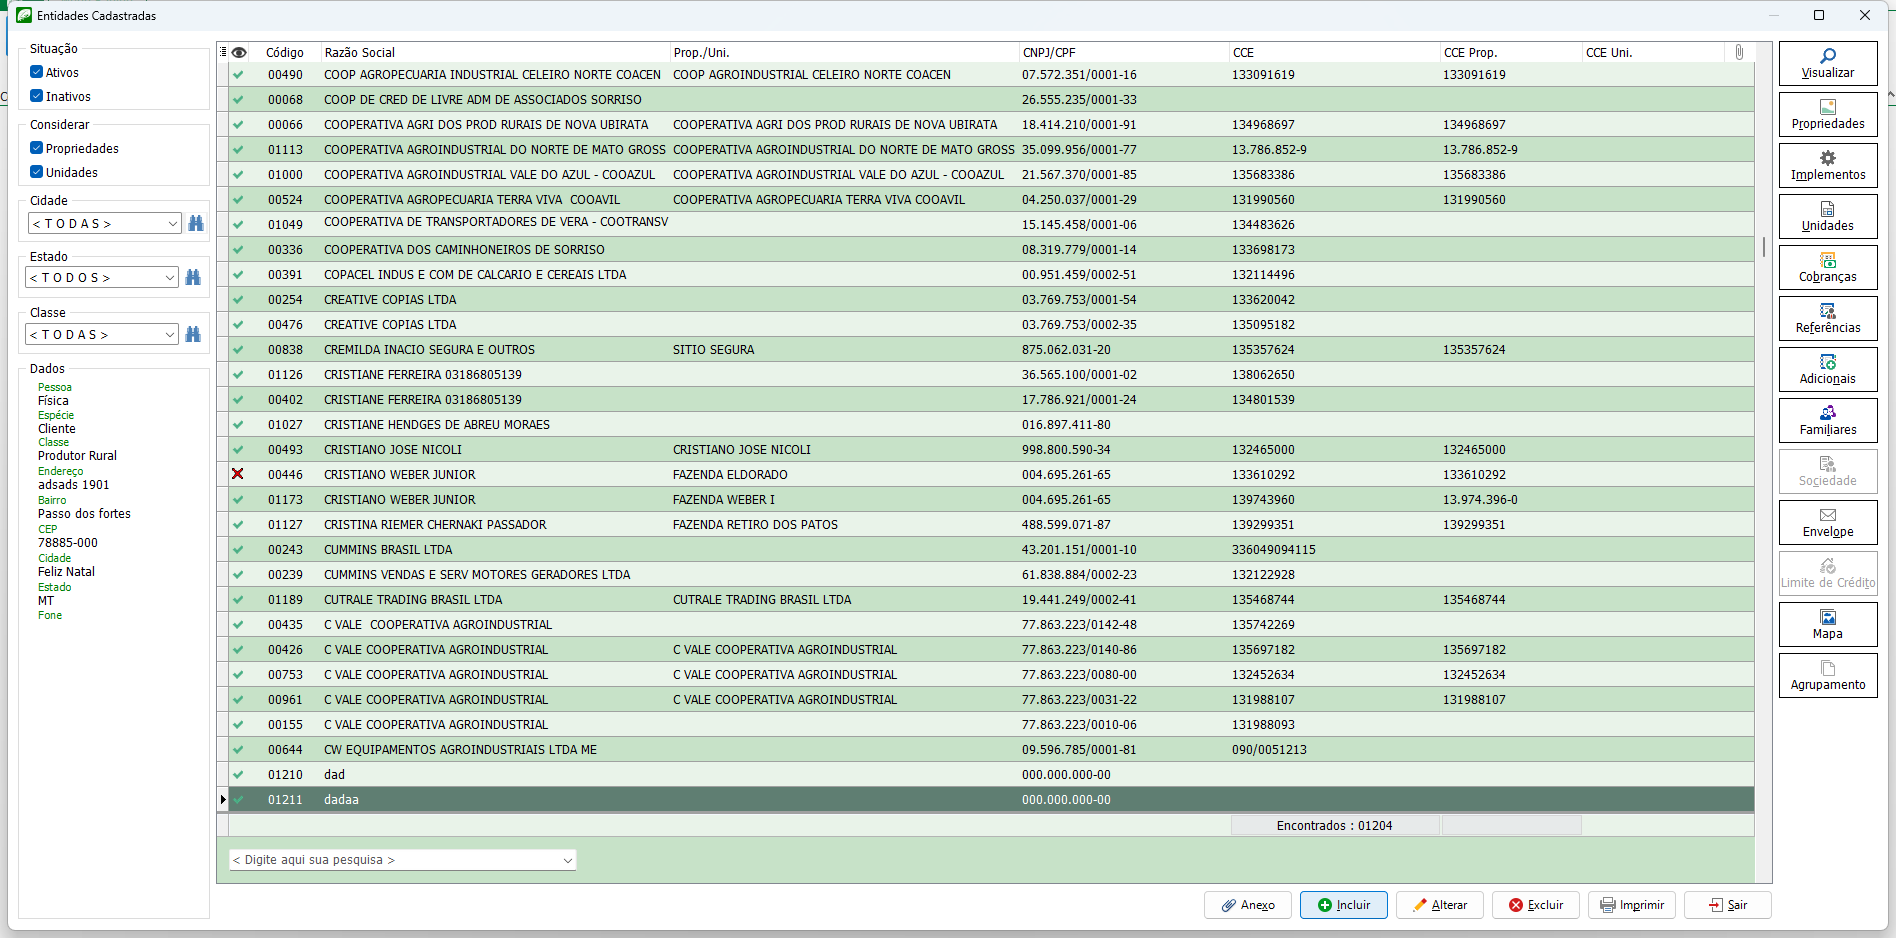 Entidades Cadastradas
Situação
Ativos
Inativos
Considerar
Propriedades
Unidades
Cidade
< T O D A S >
Estado
< T O D O S >
Classe
< T O D A S >
Dados
Pessoa
Física
Espécie
Cliente
Classe
Produtor Rural
Endereço
adsads 1901
Bairro
Passo dos fortes
CEP
78885-000
Cidade
Feliz Natal
Estado
MT
Fone
Código Razão Social Prop./Uni. CNPJ/CPF CCE CCE Prop. CCE Uni.
00490 COOP AGROPECUARIA INDUSTRIAL CELEIRO NORTE COACEN COOP AGROINDUSTRIAL CELEIRO NORTE COACEN 07.572.351/0001-16 133091619 133091619
00068 COOP DE CRED DE LIVRE ADM DE ASSOCIADOS SORRISO 26.555.235/0001-33
00066 COOPERATIVA AGRI DOS PROD RURAIS DE NOVA UBIRATA COOPERATIVA AGRI DOS PROD RURAIS DE NOVA UBIRATA 18.414.210/0001-91 134968697 134968697
01113 COOPERATIVA AGROINDUSTRIAL DO NORTE DE MATO GROSS COOPERATIVA AGROINDUSTRIAL DO NORTE DE MATO GROSS 35.099.956/0001-77 13.786.852-9 13.786.852-9
01000 COOPERATIVA AGROINDUSTRIAL VALE DO AZUL - COOAZUL COOPERATIVA AGROINDUSTRIAL VALE DO AZUL - COOAZUL 21.567.370/0001-85 135683386 135683386
00524 COOPERATIVA AGROPECUARIA TERRA VIVA  COOAVIL COOPERATIVA AGROPECUARIA TERRA VIVA COOAVIL 04.250.037/0001-29 131990560 131990560
01049 COOPERATIVA DE TRANSPORTADORES DE VERA - COOTRANSV 15.145.458/0001-06 134483626
00336 COOPERATIVA DOS CAMINHONEIROS DE SORRISO 08.319.779/0001-14 133698173
00391 COPACEL INDUS E COM DE CALCARIO E CEREAIS LTDA 00.951.459/0002-51 132114496
00254 CREATIVE COPIAS LTDA 03.769.753/0001-54 133620042
00476 CREATIVE COPIAS LTDA 03.769.753/0002-35 135095182
00838 CREMILDA INACIO SEGURA E OUTROS SITIO SEGURA 875.062.031-20 135357624 135357624
01126 CRISTIANE FERREIRA 03186805139 36.565.100/0001-02 138062650
00402 CRISTIANE FERREIRA 03186805139 17.786.921/0001-24 134801539
01027 CRISTIANE HENDGES DE ABREU MORAES 016.897.411-80
00493 CRISTIANO JOSE NICOLI CRISTIANO JOSE NICOLI 998.800.590-34 132465000 132465000
00446 CRISTIANO WEBER JUNIOR FAZENDA ELDORADO 004.695.261-65 133610292 133610292
01173 CRISTIANO WEBER JUNIOR FAZENDA WEBER I 004.695.261-65 139743960 13.974.396-0
01127 CRISTINA RIEMER CHERNAKI PASSADOR FAZENDA RETIRO DOS PATOS 488.599.071-87 139299351 139299351
00243 CUMMINS BRASIL LTDA 43.201.151/0001-10 336049094115
00239 CUMMINS VENDAS E SERV MOTORES GERADORES LTDA 61.838.884/0002-23 132122928
01189 CUTRALE TRADING BRASIL LTDA CUTRALE TRADING BRASIL LTDA 19.441.249/0002-41 135468744 135468744
00435 C VALE  COOPERATIVA AGROINDUSTRIAL 77.863.223/0142-48 135742269
00426 C VALE COOPERATIVA AGROINDUSTRIAL C VALE COOPERATIVA AGROINDUSTRIAL 77.863.223/0140-86 135697182 135697182
00753 C VALE COOPERATIVA AGROINDUSTRIAL C VALE COOPERATIVA AGROINDUSTRIAL 77.863.223/0080-00 132452634 132452634
00961 C VALE COOPERATIVA AGROINDUSTRIAL C VALE COOPERATIVA AGROINDUSTRIAL 77.863.223/0031-22 131988107 131988107
00155 C VALE COOPERATIVA AGROINDUSTRIAL 77.863.223/0010-06 131988093
00644 CW EQUIPAMENTOS AGROINDUSTRIAIS LTDA ME 09.596.785/0001-81 090/0051213
01210 dad 000.000.000-00
01211 dadaa 000.000.000-00
Encontrados : 01204
< Digite aqui sua pesquisa >
Anexo
Incluir
Alterar
Excluir
Imprimir
Sair
Visualizar
Propriedades
Implementos
Unidades
Cobranças
Referências
Adicionais
Familiares
Sociedade
Envelope
Limite de Crédito
Mapa
Agrupamento